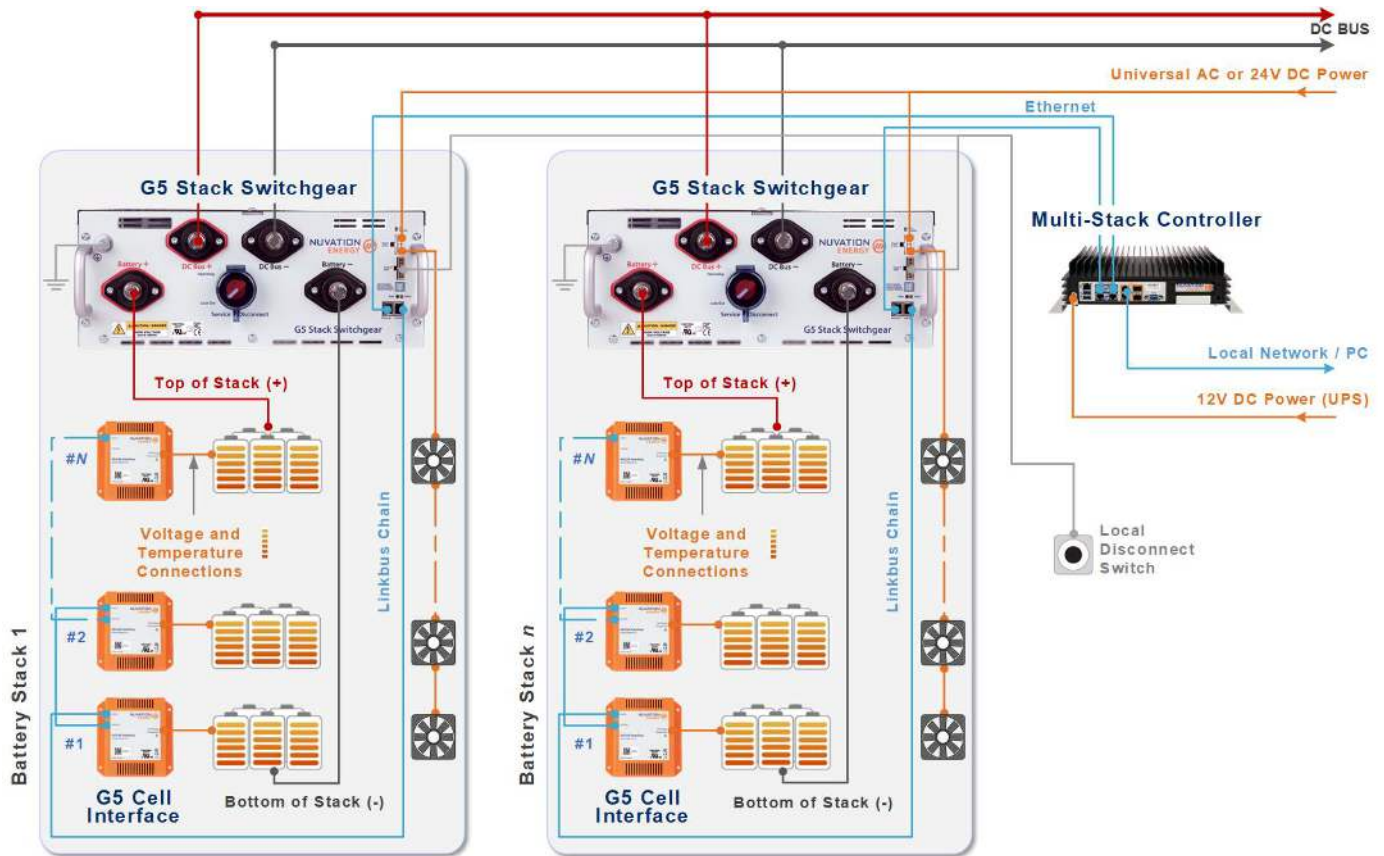 DC BUS
Universal AC or 24V DC Power
Ethernet
G5 Stack Switchgear
NUVATION
ENERGY
Battery+
DC Bus+
DC Bus−
Battery−
Service Disconnect
G5 Stack Switchgear
Top of Stack (+)
#N
Voltage and
Temperature
Connections
Linkbus Chain
#2
#1
G5 Cell
Interface
Bottom of Stack (-)
Battery Stack 1
G5 Stack Switchgear
NUVATION
ENERGY
Battery+
DC Bus+
DC Bus−
Battery−
Service Disconnect
G5 Stack Switchgear
Top of Stack (+)
#N
Voltage and
Temperature
Connections
Linkbus Chain
#2
#1
G5 Cell
Interface
Bottom of Stack (-)
Battery Stack n
Multi-Stack Controller
Local Network / PC
12V DC Power (UPS)
Local
Disconnect
Switch